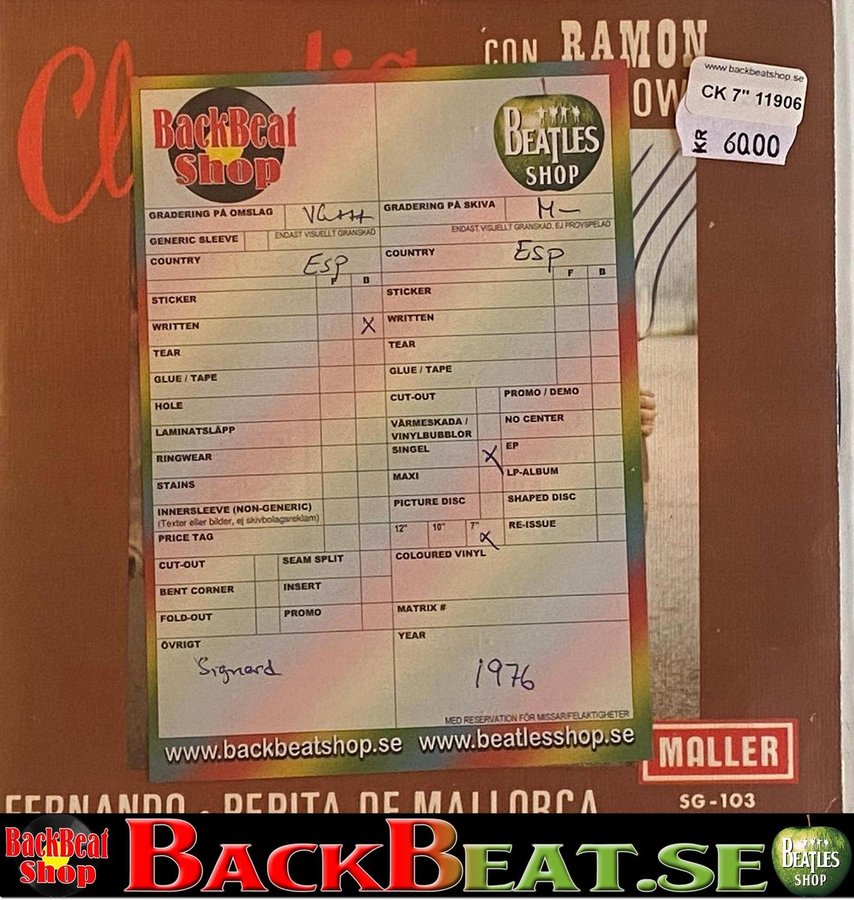 CON RAMON
OW
Cl
www.backbeatshop.se
CK 7" 11906
KR 60.00
BackBeat
Shop
BEATLES
SHOP
GRADERING PÅ OMSLAG VG+++
GRADERING PÅ SKIVA M-
ENDAST VISUELLT GRANSKAD
ENDAST VISUELLT GRANSKAD, EJ PROVSPELAD
GENERIC SLEEVE
COUNTRY Esp
COUNTRY Esp
F B
F B
STICKER
STICKER
WRITTEN X
WRITTEN
TEAR
TEAR
GLUE / TAPE
GLUE / TAPE
HOLE
CUT-OUT
PROMO / DEMO
LAMINATSLÄPP
VÄRMESKADA /
VINYLBUBBLOR
NO CENTER
RINGWEAR
SINGEL X
EP
STAINS
MAXI
LP-ALBUM
INNERSLEEVE (NON-GENERIC)
(Texter eller bilder, ej skivbolagsreklam)
PICTURE DISC
SHAPED DISC
PRICE TAG
12" 10" 7" X
RE-ISSUE
CUT-OUT
SEAM SPLIT
COLOURED VINYL
BENT CORNER
INSERT
FOLD-OUT
PROMO
MATRIX #
ÖVRIGT
YEAR
Signerad
1976
MED RESERVATION FÖR MISSAR/FELAKTIGHETER
www.backbeatshop.se www.beatlesshop.se
MALLER
SG-103
FERNANDO · PEPITA DE MALLORCA
BackBeat
Shop
BACKBEAT.SE
BEATLES
SHOP